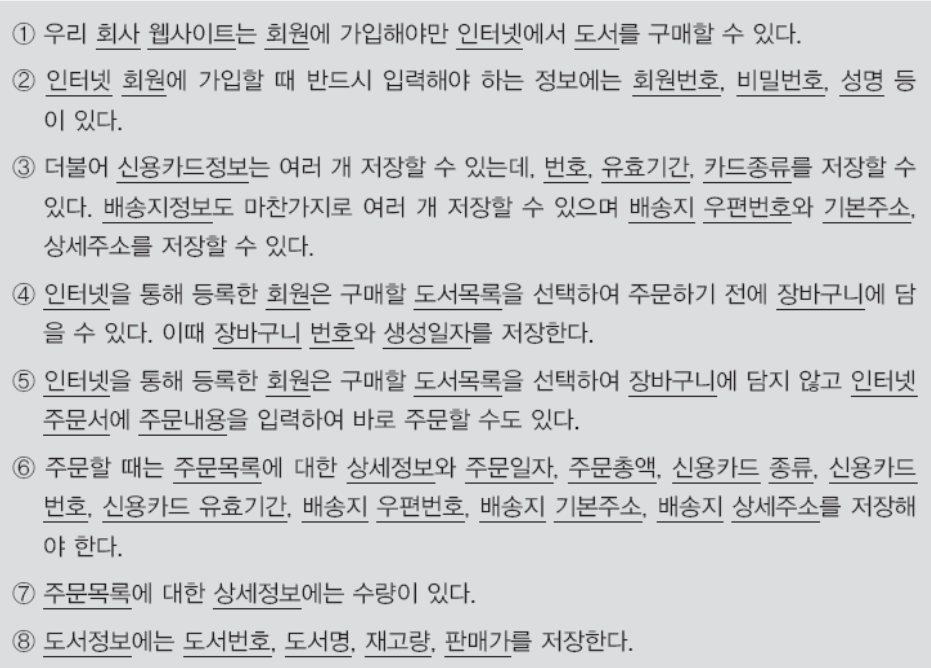 ① 우리 회사 웹사이트는 회원에 가입해야만 인터넷에서 도서를 구매할 수 있다.
② 인터넷 회원에 가입할 때 반드시 입력해야 하는 정보에는 회원번호, 비밀번호, 성명 등
이 있다.
③ 더불어 신용카드정보는 여러 개 저장할 수 있는데, 번호, 유효기간, 카드종류를 저장할 수
있다. 배송지정보도 마찬가지로 여러 개 저장할 수 있으며 배송지 우편번호와 기본주소,
상세주소를 저장할 수 있다.
④ 인터넷을 통해 등록한 회원은 구매할 도서목록을 선택하여 주문하기 전에 장바구니에 담
을 수 있다. 이때 장바구니 번호와 생성일자를 저장한다.
⑤ 인터넷을 통해 등록한 회원은 구매할 도서목록을 선택하여 장바구니에 담지 않고 인터넷
주문서에 주문내용을 입력하여 바로 주문할 수도 있다.
⑥ 주문할 때는 주문목록에 대한 상세정보와 주문일자, 주문총액, 신용카드 종류, 신용카드
번호, 신용카드 유효기간, 배송지 우편번호, 배송지 기본주소, 배송지 상세주소를 저장해
야 한다.
⑦ 주문목록에 대한 상세정보에는 수량이 있다.
⑧ 도서정보에는 도서번호, 도서명, 재고량, 판매가를 저장한다.